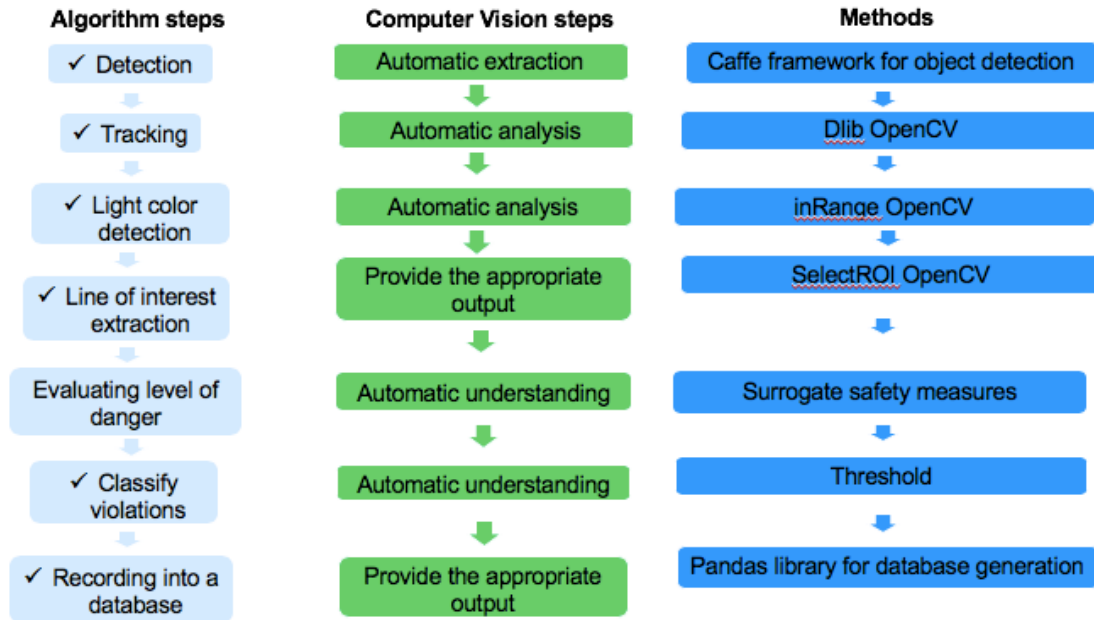 Algorithm steps
✓ Detection
✓ Tracking
✓ Light color
detection
✓ Line of interest
extraction
Evaluating level of
danger
✓ Classify
violations
✓ Recording into a
database
Computer Vision steps
Automatic extraction
Automatic analysis
Automatic analysis
Provide the appropriate
output
Automatic understanding
Automatic understanding
Provide the appropriate
output
Methods
Caffe framework for object detection
Dlib OpenCV
inRange OpenCV
SelectROI OpenCV
Surrogate safety measures
Threshold
Pandas library for database generation